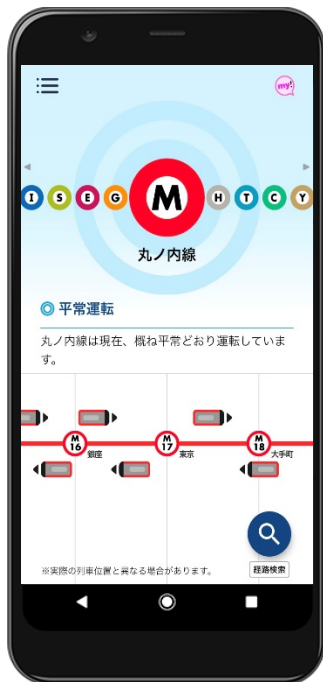 my!
I S E G M H T C Y
丸ノ内線
平常運転
丸ノ内線は現在、概ね平常どおり運転していま
す。
M
16
銀座
M
17
東京
M
18
大手町
※実際の列車位置と異なる場合があります。
経路検索